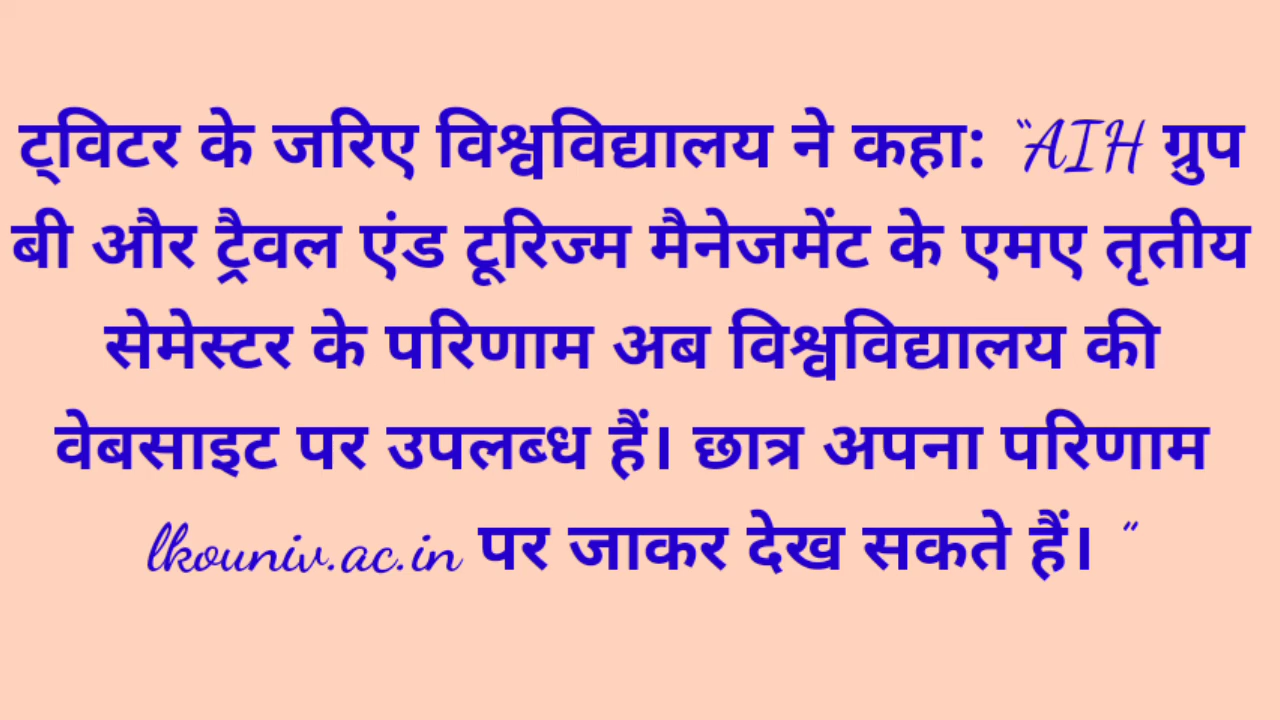 ट्विटर के जरिए विश्वविद्यालय ने कहा: “AIH ग्रुप
बी और ट्रैवल एंड टूरिज्म मैनेजमेंट के एमए तृतीय
सेमेस्टर के परिणाम अब विश्वविद्यालय की
वेबसाइट पर उपलब्ध हैं। छात्र अपना परिणाम
lkouniv.ac.in पर जाकर देख सकते हैं। ”